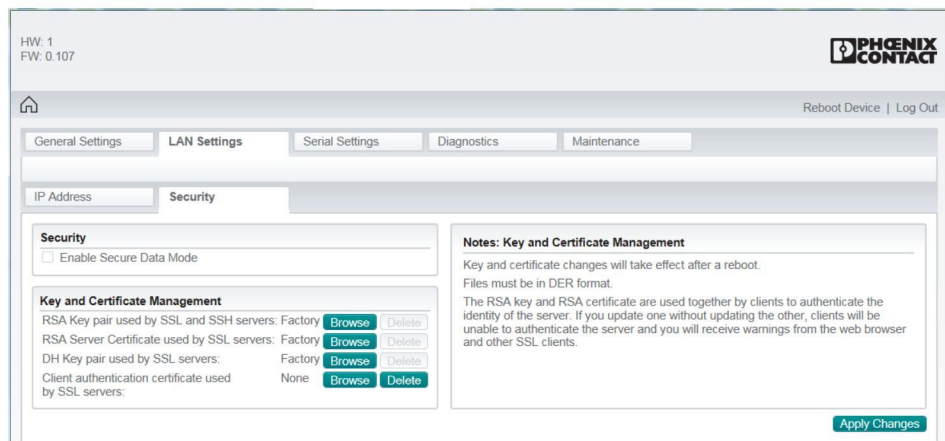 HW: 1
FW: 0.107
PHŒNIX
CONTACT
Reboot Device | Log Out
General Settings
LAN Settings
Serial Settings
Diagnostics
Maintenance
IP Address
Security
Security
Enable Secure Data Mode
Key and Certificate Management
RSA Key pair used by SSL and SSH servers: Factory Browse Delete
RSA Server Certificate used by SSL servers: Factory Browse Delete
DH Key pair used by SSL servers: Factory Browse Delete
Client authentication certificate used None Browse Delete
by SSL servers:
Notes: Key and Certificate Management
Key and certificate changes will take effect after a reboot.
Files must be in DER format.
The RSA key and RSA certificate are used together by clients to authenticate the
identity of the server. If you update one without updating the other, clients will be
unable to authenticate the server and you will receive warnings from the web browser
and other SSL clients.
Apply Changes